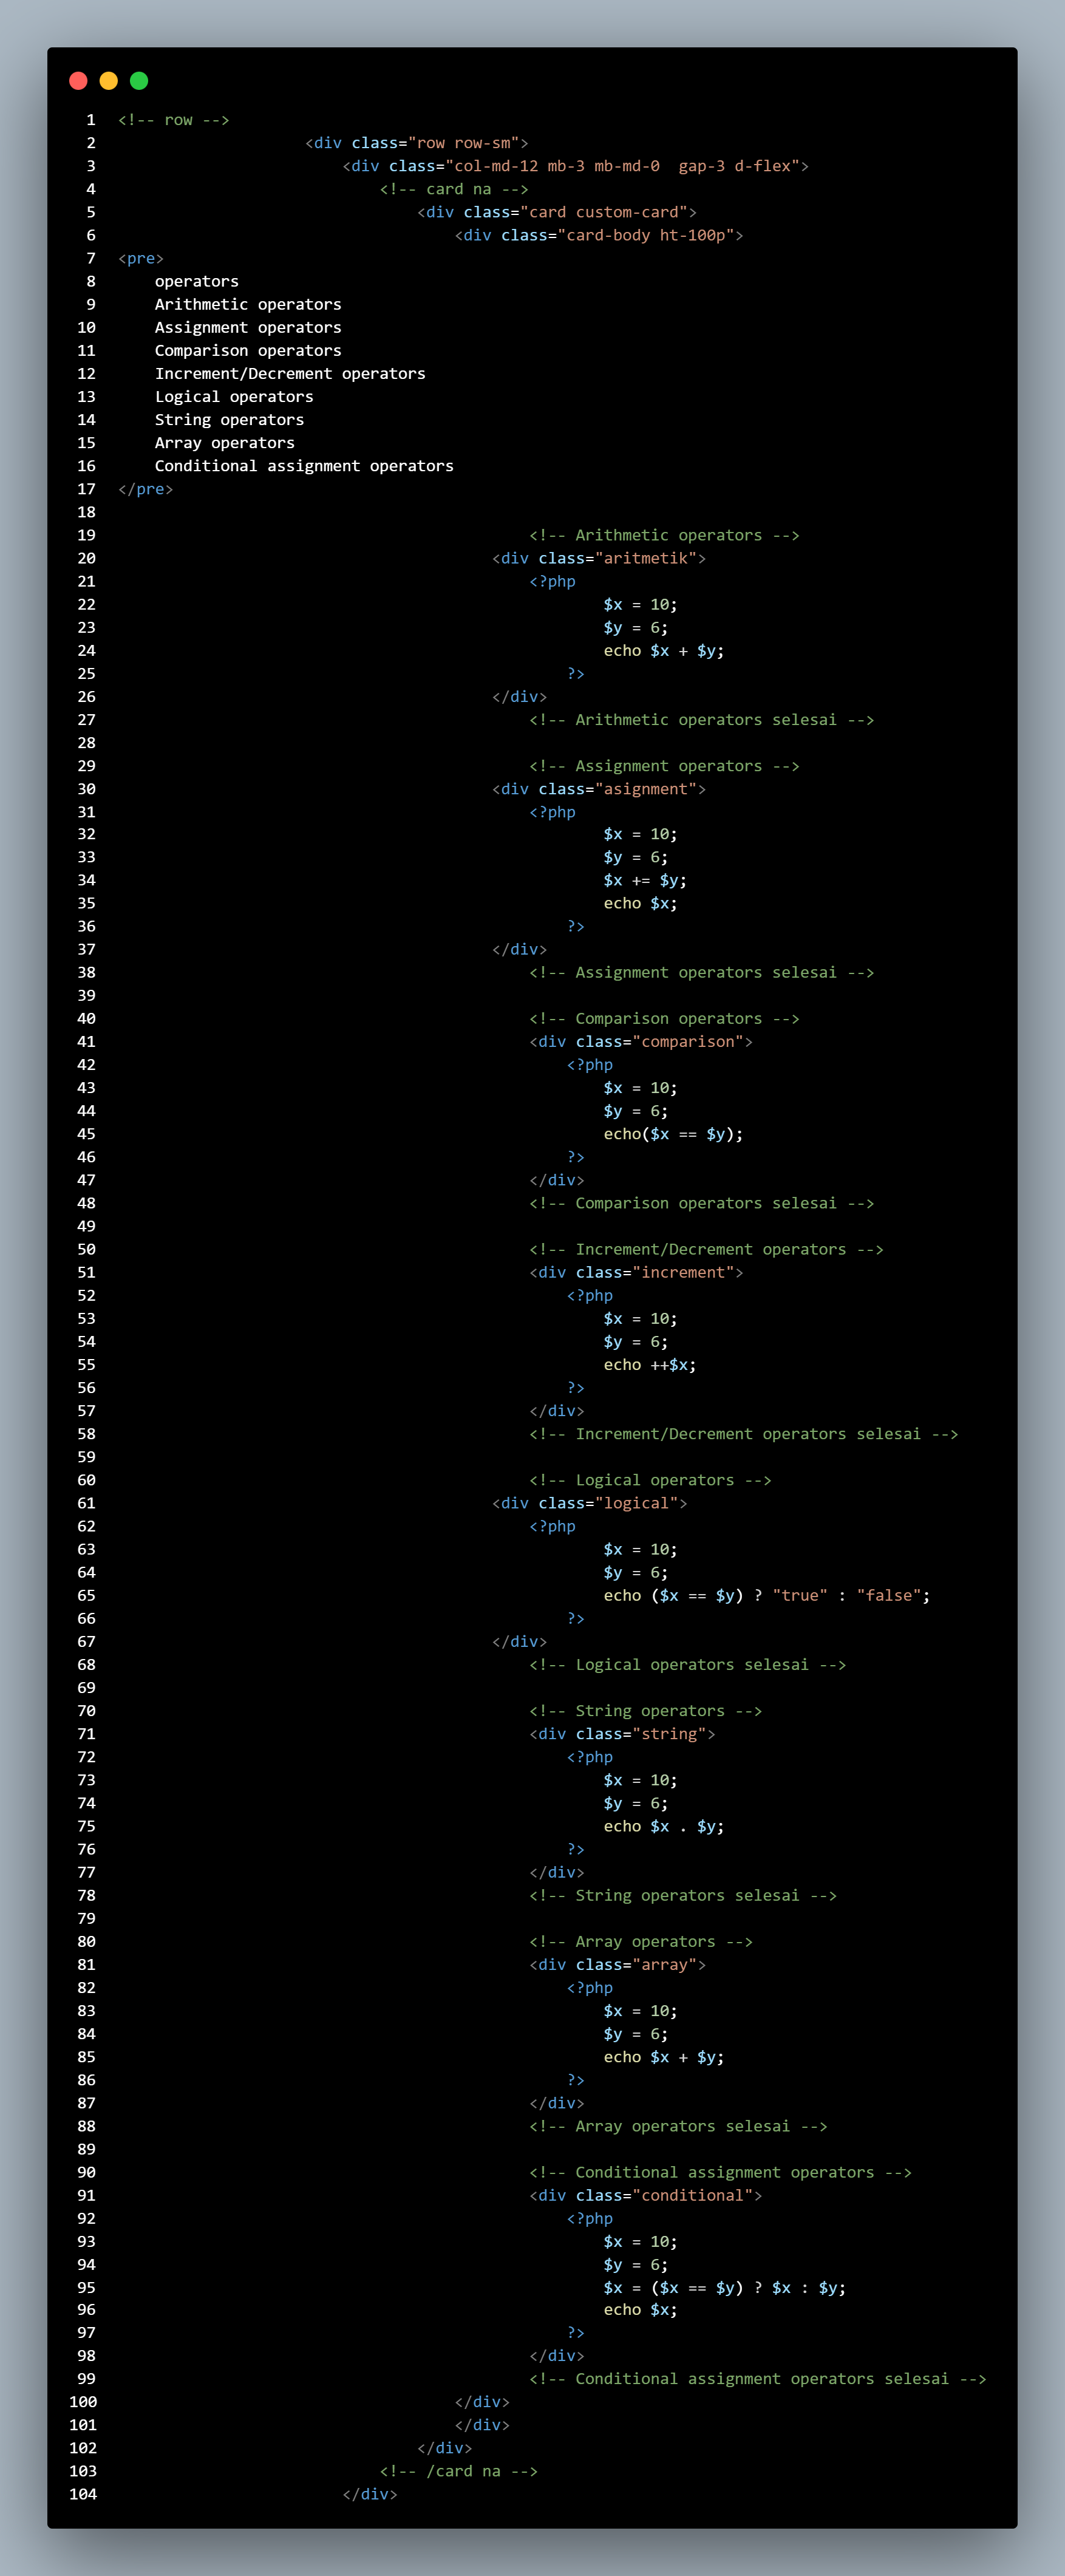 1 <!-- row -->
2 <div class="row row-sm">
3 <div class="col-md-12 mb-3 mb-md-0  gap-3 d-flex">
4 <!-- card na -->
5 <div class="card custom-card">
6 <div class="card-body ht-100p">
7 <pre>
8 operators
9 Arithmetic operators
10 Assignment operators
11 Comparison operators
12 Increment/Decrement operators
13 Logical operators
14 String operators
15 Array operators
16 Conditional assignment operators
17 </pre>
18
19 <!-- Arithmetic operators -->
20 <div class="aritmetik">
21 <?php
22 $x = 10;
23 $y = 6;
24 echo $x + $y;
25 ?>
26 </div>
27 <!-- Arithmetic operators selesai -->
28
29 <!-- Assignment operators -->
30 <div class="asignment">
31 <?php
32 $x = 10;
33 $y = 6;
34 $x += $y;
35 echo $x;
36 ?>
37 </div>
38 <!-- Assignment operators selesai -->
39
40 <!-- Comparison operators -->
41 <div class="comparison">
42 <?php
43 $x = 10;
44 $y = 6;
45 echo($x == $y);
46 ?>
47 </div>
48 <!-- Comparison operators selesai -->
49
50 <!-- Increment/Decrement operators -->
51 <div class="increment">
52 <?php
53 $x = 10;
54 $y = 6;
55 echo ++$x;
56 ?>
57 </div>
58 <!-- Increment/Decrement operators selesai -->
59
60 <!-- Logical operators -->
61 <div class="logical">
62 <?php
63 $x = 10;
64 $y = 6;
65 echo ($x == $y) ? "true" : "false";
66 ?>
67 </div>
68 <!-- Logical operators selesai -->
69
70 <!-- String operators -->
71 <div class="string">
72 <?php
73 $x = 10;
74 $y = 6;
75 echo $x . $y;
76 ?>
77 </div>
78 <!-- String operators selesai -->
79
80 <!-- Array operators -->
81 <div class="array">
82 <?php
83 $x = 10;
84 $y = 6;
85 echo $x + $y;
86 ?>
87 </div>
88 <!-- Array operators selesai -->
89
90 <!-- Conditional assignment operators -->
91 <div class="conditional">
92 <?php
93 $x = 10;
94 $y = 6;
95 $x = ($x == $y) ? $x : $y;
96 echo $x;
97 ?>
98 </div>
99 <!-- Conditional assignment operators selesai -->
100 </div>
101 </div>
102 </div>
103 <!-- /card na -->
104 </div>